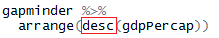 gapminder %>%
  arrange(desc(gdpPercap))